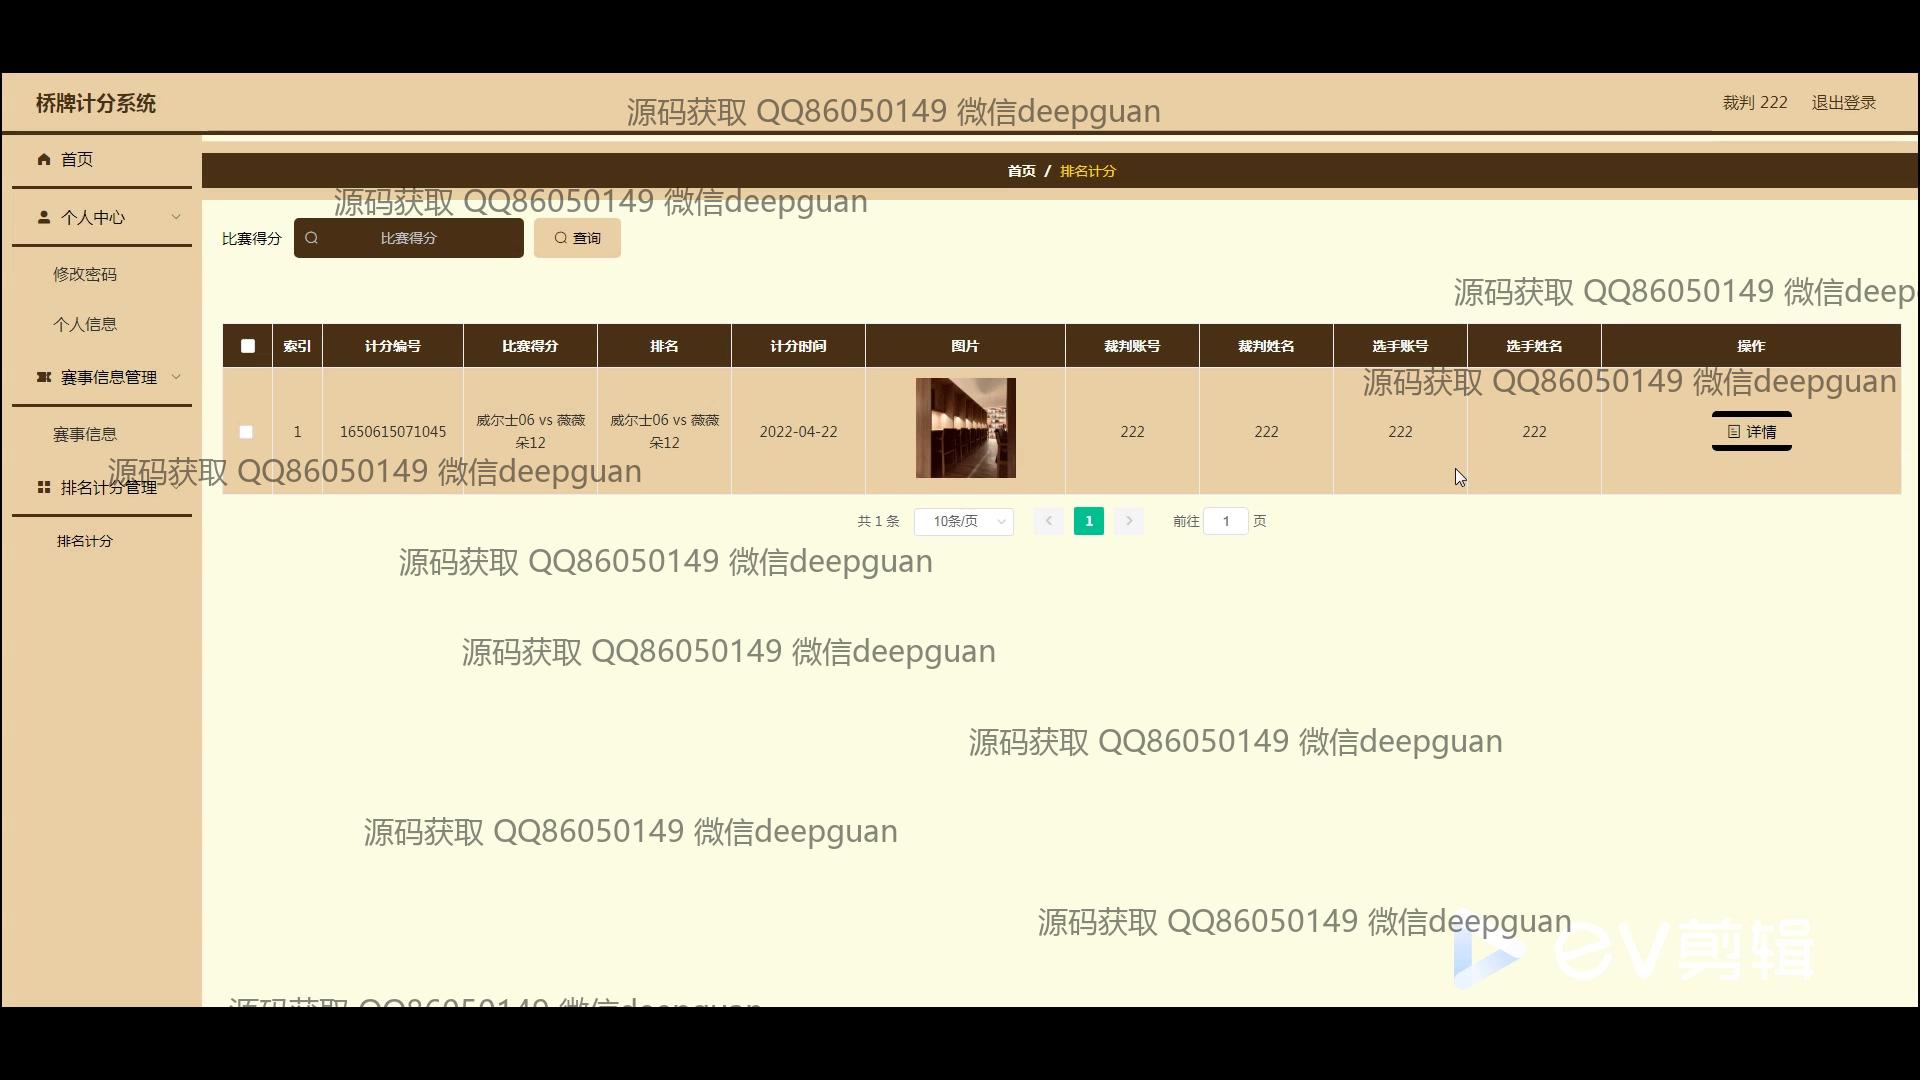 桥牌计分系统
源码获取 QQ86050149 微信deepguan
裁判 222
退出登录
首页
首页 / 排名计分
源码获取 QQ86050149 微信deepguan
个人中心
比赛得分
比赛得分
查询
修改密码
源码获取 QQ86050149 微信deep
个人信息
索引
计分编号
比赛得分
排名
计分时间
图片
裁判账号
裁判姓名
选手账号
选手姓名
操作
赛事信息管理
源码获取 QQ86050149 微信deepguan
1
1650615071045
威尔士06 vs 薇薇
朵12
威尔士06 vs 薇薇
朵12
2022-04-22
222
222
222
222
详情
赛事信息
源码获取 QQ86050149 微信deepguan
排名计分管理
共 1 条
10条/页
1
前往 1 页
排名计分
源码获取 QQ86050149 微信deepguan
源码获取 QQ86050149 微信deepguan
源码获取 QQ86050149 微信deepguan
源码获取 QQ86050149 微信deepguan
源码获取 QQ86050149 微信deepguan
EV剪辑
源码获取 QQ86050149 微信deepguan